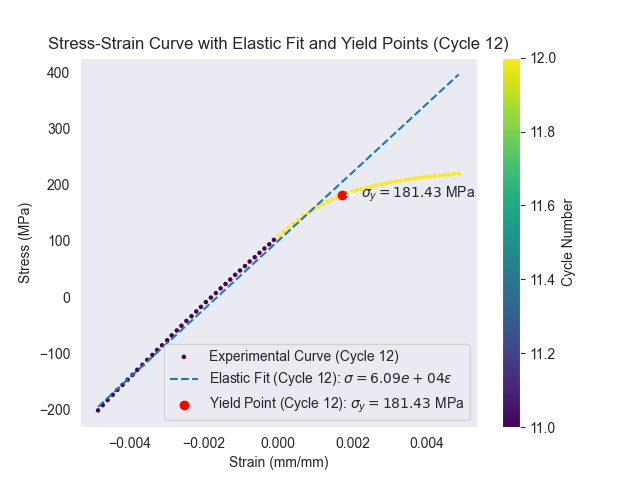 Stress-Strain Curve with Elastic Fit and Yield Points (Cycle 12)
400
300
200
100
0
−100
−200
Stress (MPa)
σy = 181.43 MPa
Experimental Curve (Cycle 12)
Elastic Fit (Cycle 12): σ = 6.09e + 04ε
Yield Point (Cycle 12): σy = 181.43 MPa
−0.004
−0.002
0.000
0.002
0.004
Strain (mm/mm)
12.0
11.8
11.6
11.4
11.2
11.0
Cycle Number